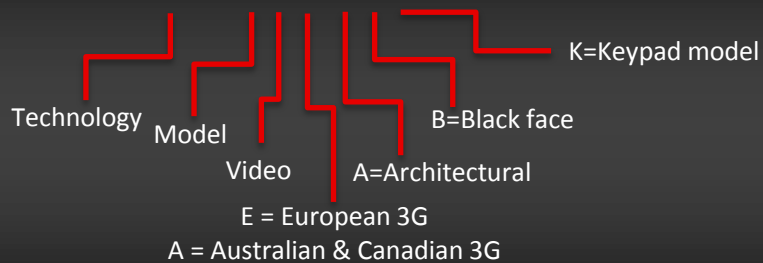 K=Keypad model
Technology
B=Black face
Model
Video
A=Architectural
E = European 3G
A = Australian & Canadian 3G